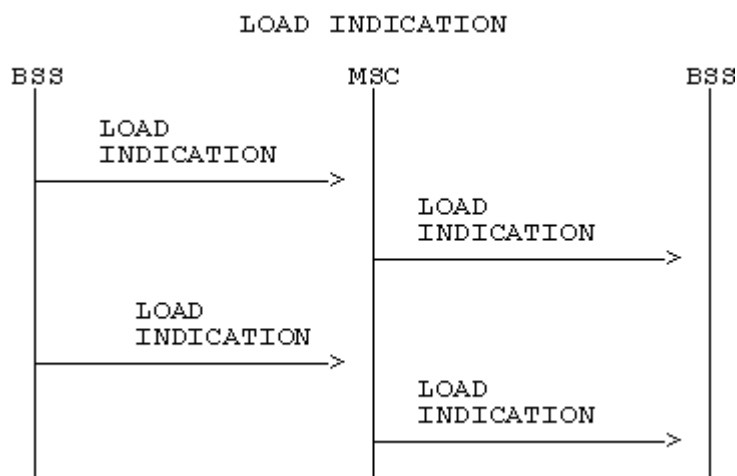 LOAD INDICATION
BSS MSC BSS
LOAD
INDICATION
LOAD
INDICATION
LOAD
INDICATION
LOAD
INDICATION